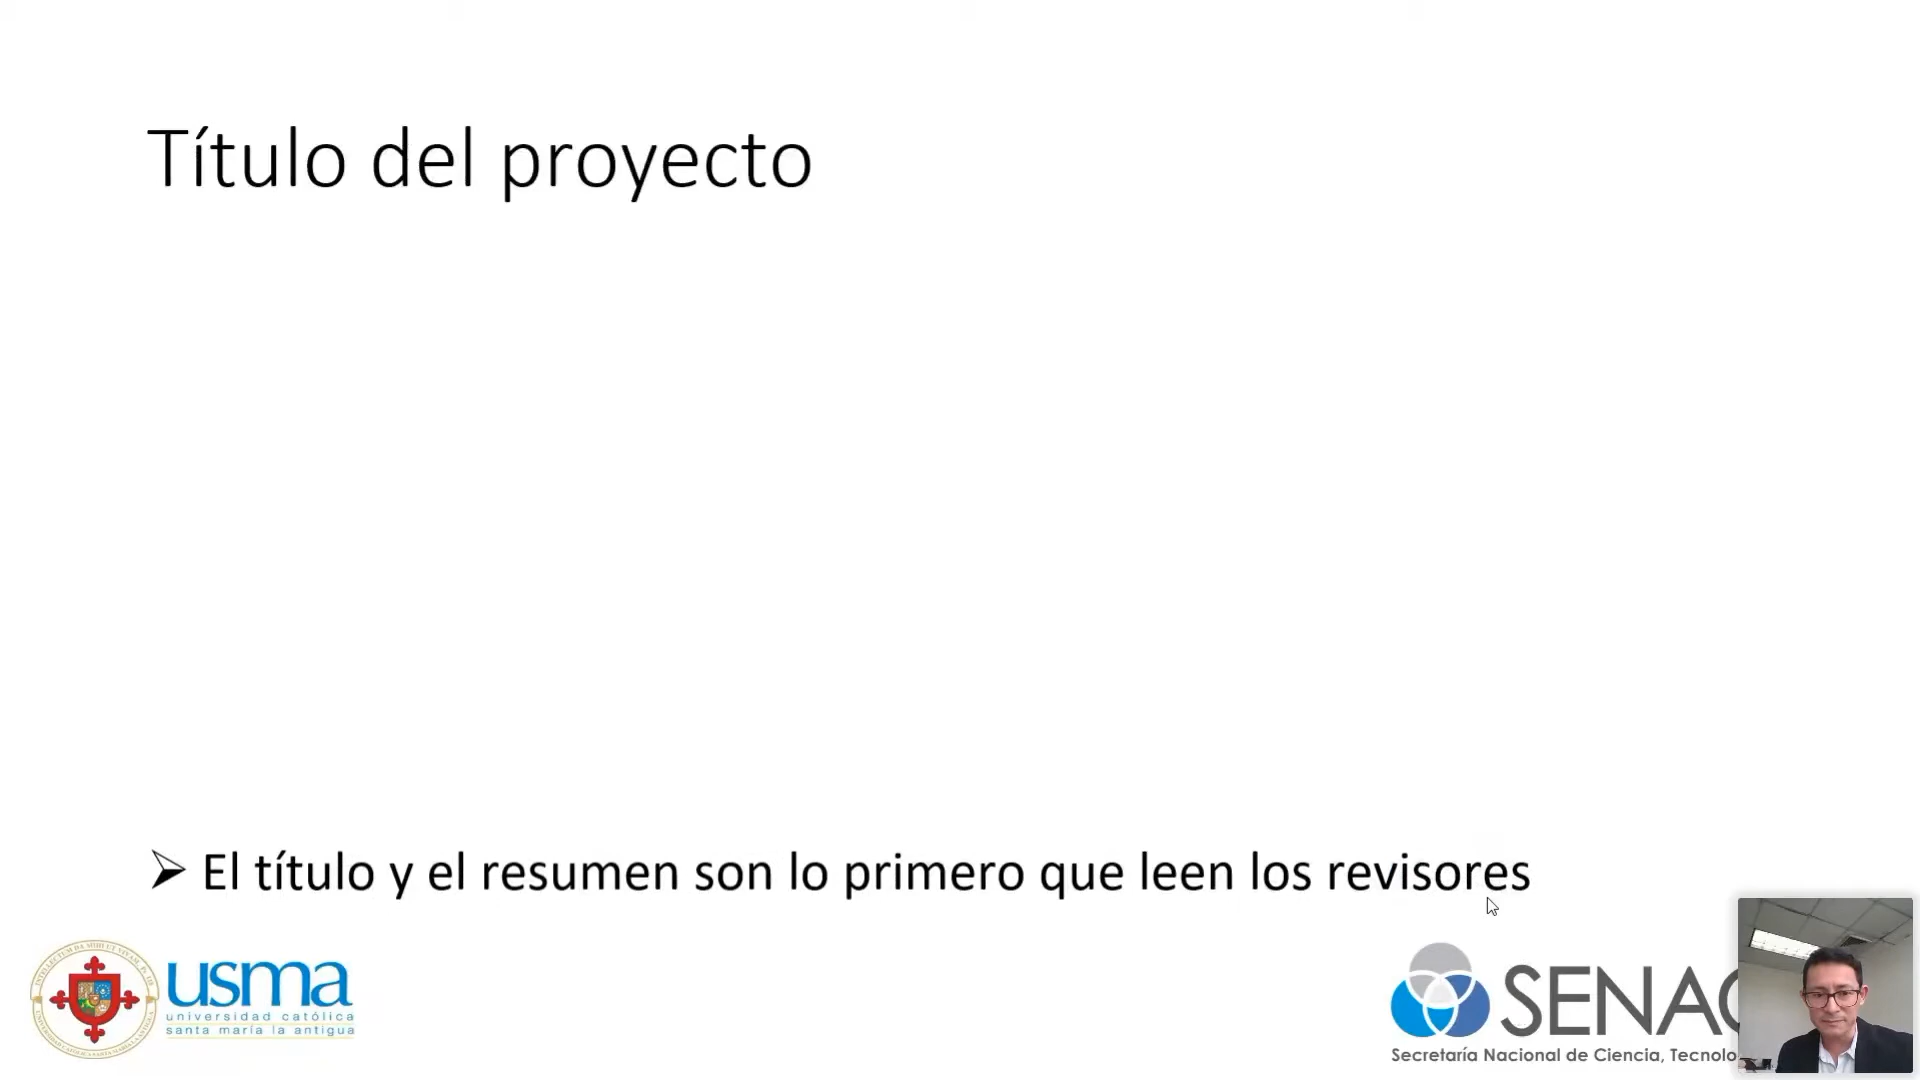 Título del proyecto
➢ El título y el resumen son lo primero que leen los revisores
usma
universidad católica
santa maría la antigua
SENAC
Secretaría Nacional de Ciencia, Tecnolo